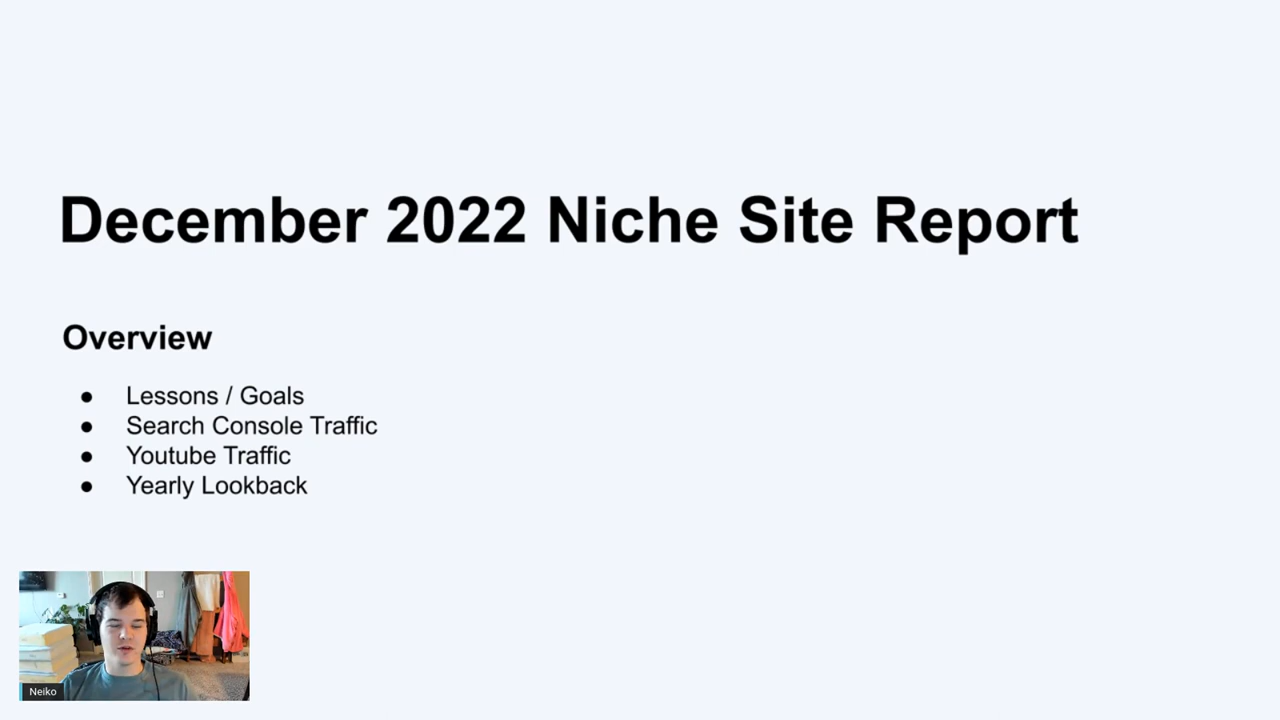 December 2022 Niche Site Report
Overview
● Lessons / Goals
● Search Console Traffic
● Youtube Traffic
● Yearly Lookback
Neiko